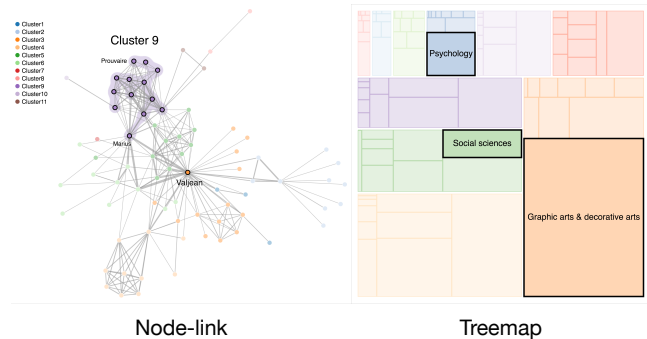 Cluster1
Cluster2
Cluster3
Cluster4
Cluster5
Cluster6
Cluster7
Cluster8
Cluster9
Cluster10
Cluster11
Cluster 9
Prouvaire
Marius
Valjean
Psychology
Social sciences
Graphic arts & decorative arts
Node-link
Treemap